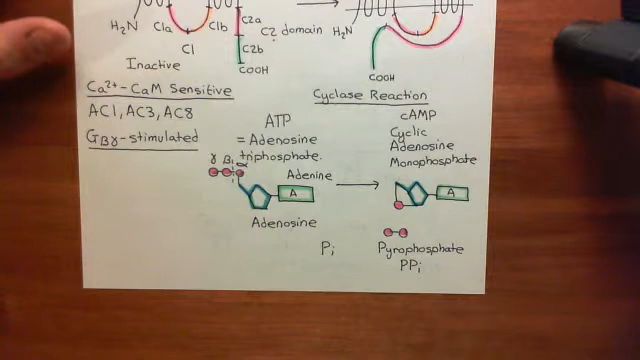 H₂N
C1a
C1b
C1
C2a
C2 domain
C2b
COOH
Inactive
H₂N
COOH
Ca²⁺-CaM Sensitive
AC1, AC3, AC8
Gβγ-stimulated
Cyclase Reaction
ATP
= Adenosine
triphosphate.
γ β α
Adenine
A
Adenosine
cAMP
Cyclic
Adenosine
Monophosphate
A
Pi
Pyrophosphate
PPi